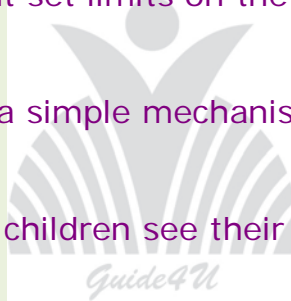 set limits on the
a simple mechanis
children see their
Guide4U